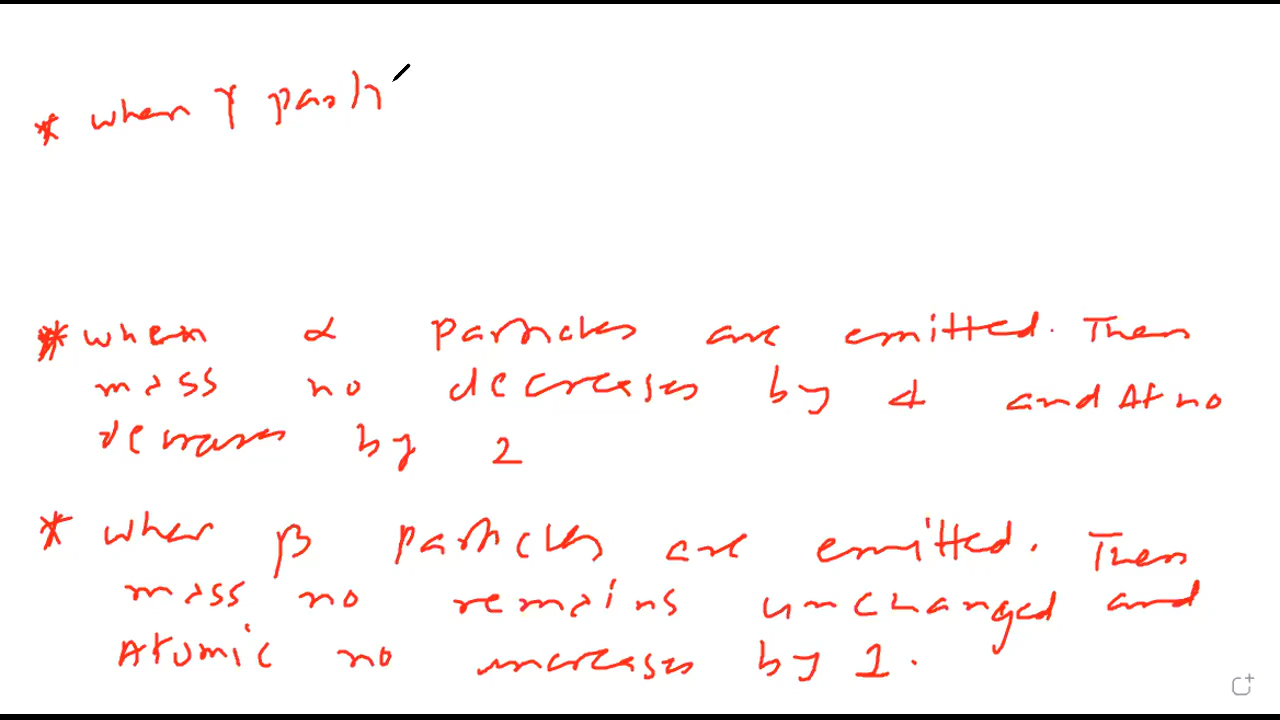 * when γ parti
* when α particles are emitted. Then
mass no decreases by 4 and At no
decreases by 2
* when β particles are emitted. Then
mass no remains unchanged and
Atomic no increases by 1.